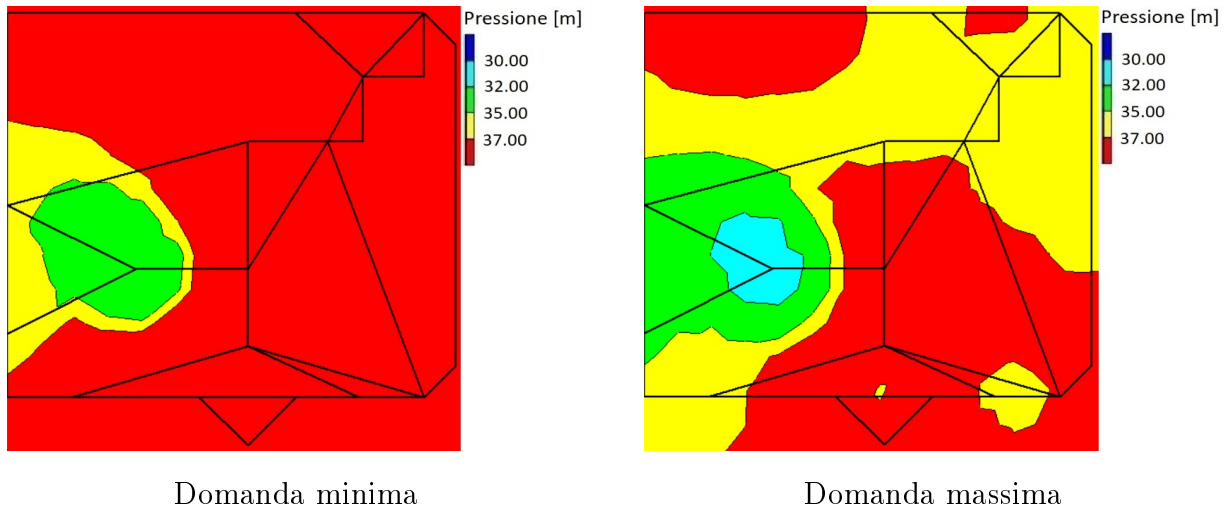 Pressione [m]
30.00
32.00
35.00
37.00
Pressione [m]
30.00
32.00
35.00
37.00
Domanda minima
Domanda massima